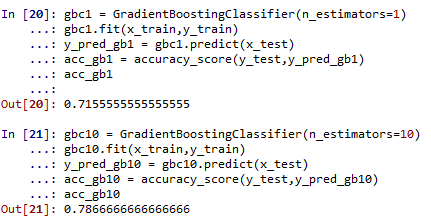 In [20]: gbc1 = GradientBoostingClassifier(n_estimators=1)
...: gbc1.fit(x_train,y_train)
...: y_pred_gb1 = gbc1.predict(x_test)
...: acc_gb1 = accuracy_score(y_test,y_pred_gb1)
...: acc_gb1
...:
Out[20]: 0.7155555555555555
In [21]: gbc10 = GradientBoostingClassifier(n_estimators=10)
...: gbc10.fit(x_train,y_train)
...: y_pred_gb10 = gbc10.predict(x_test)
...: acc_gb10 = accuracy_score(y_test,y_pred_gb10)
...: acc_gb10
Out[21]: 0.7866666666666666